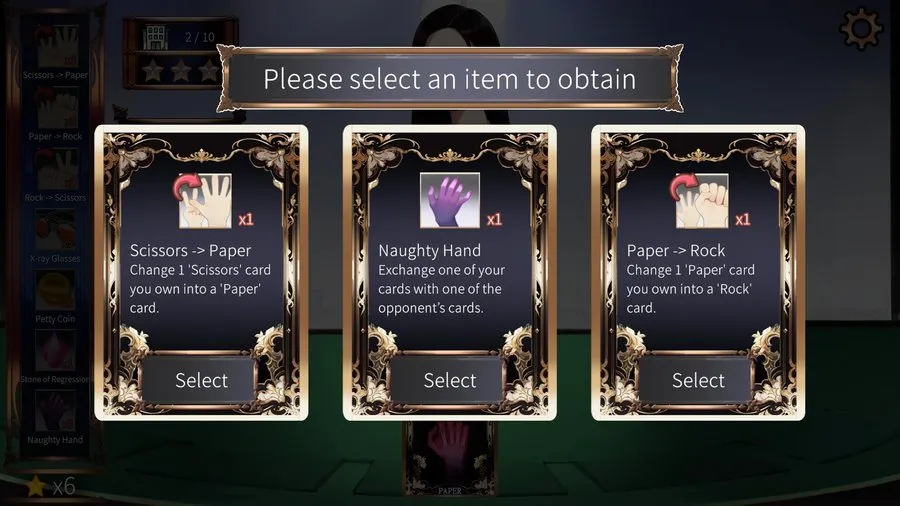 2 / 10
Please select an item to obtain
Scissors -> Paper
Paper -> Rock
Rock -> Scissors
X-ray Glasses
Petty Coin
Stone of Regression
Naughty Hand
x6
x1
Scissors -> Paper
Change 1 'Scissors' card
you own into a 'Paper'
card.
Select
x1
Naughty Hand
Exchange one of your
cards with one of the
opponent's cards.
Select
x1
Paper -> Rock
Change 1 'Paper' card
you own into a 'Rock'
card.
Select
PAPER